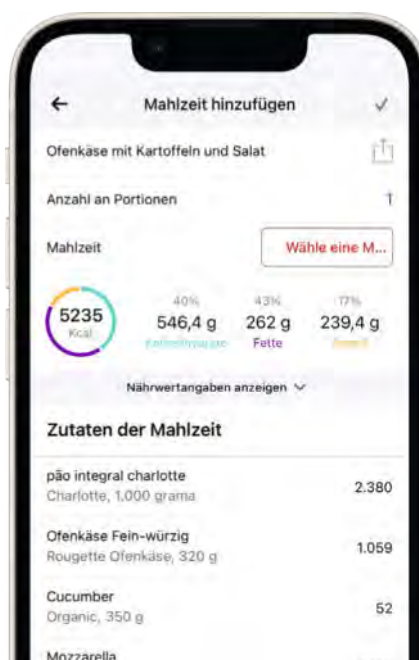 Mahlzeit hinzufügen
Ofenkäse mit Kartoffeln und Salat
Anzahl an Portionen 1
Mahlzeit Wähle eine M...
40% 43% 17%
5235 546,4 g 262 g 239,4 g
Kcal Kohlenhydrate Fette
Nährwertangaben anzeigen
Zutaten der Mahlzeit
pão integral charlotte
Charlotte, 1.000 grama 2.380
Ofenkäse Fein-würzig
Rougette Ofenkäse, 320 g 1.059
Cucumber
Organic, 350 g 52
Mozzarella